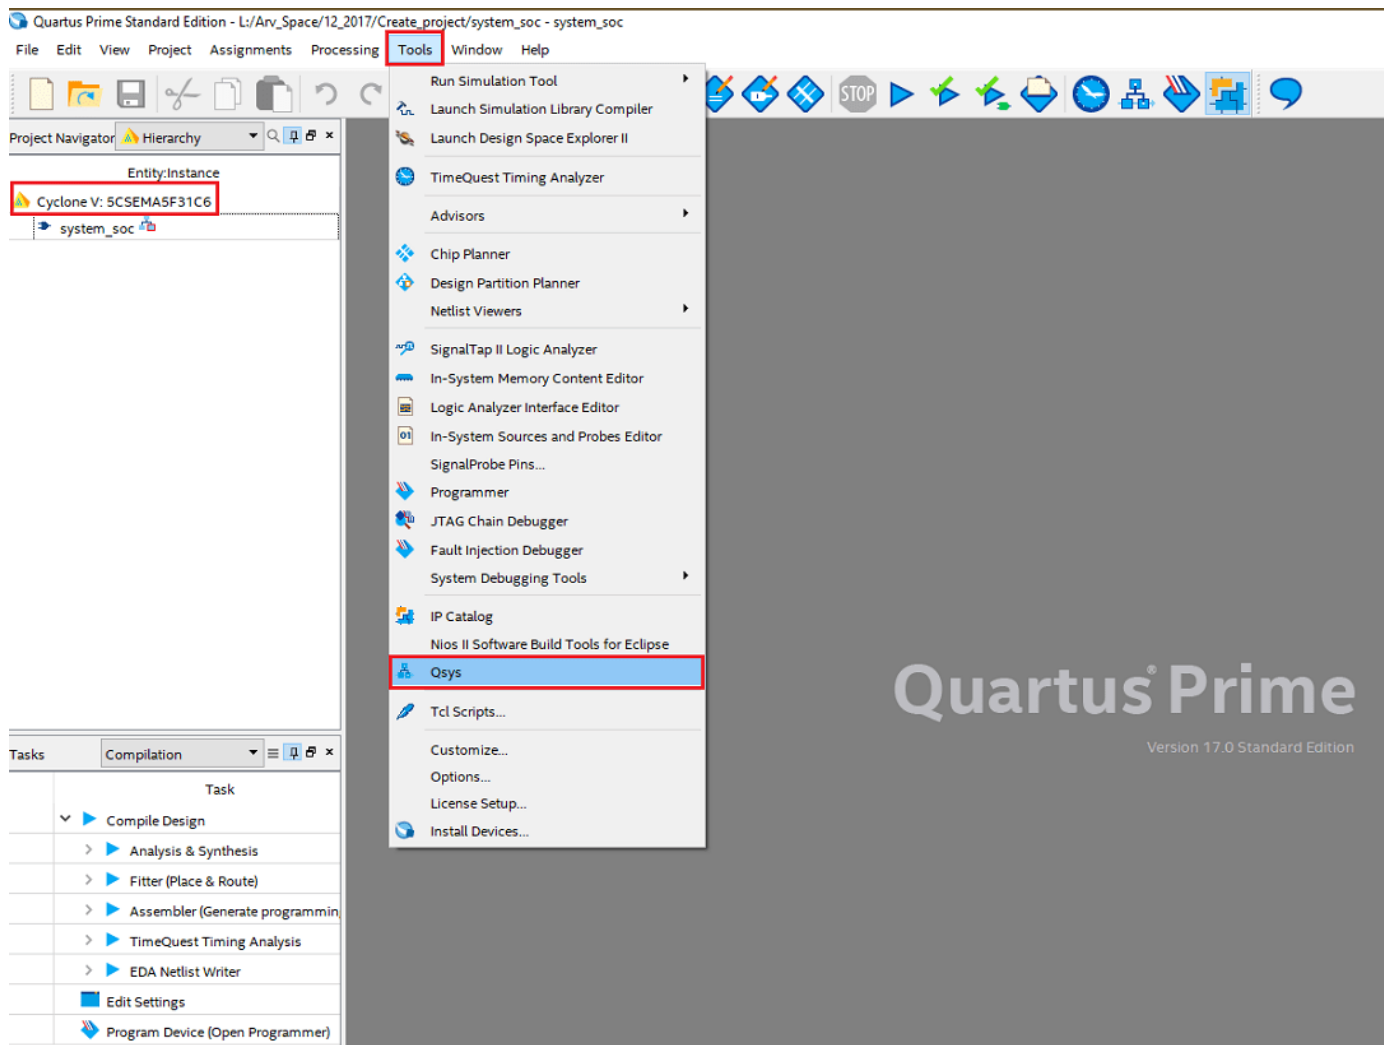 Quartus Prime Standard Edition - L:/Arv_Space/12_2017/Create_project/system_soc - system_soc
File Edit View Project Assignments Processing Tools Window Help
STOP
Project Navigator Hierarchy
Entity:Instance
Cyclone V: 5CSEMA5F31C6
system_soc
Run Simulation Tool
Launch Simulation Library Compiler
Launch Design Space Explorer II
TimeQuest Timing Analyzer
Advisors
Chip Planner
Design Partition Planner
Netlist Viewers
SignalTap II Logic Analyzer
In-System Memory Content Editor
Logic Analyzer Interface Editor
In-System Sources and Probes Editor
SignalProbe Pins...
Programmer
JTAG Chain Debugger
Fault Injection Debugger
System Debugging Tools
IP Catalog
Nios II Software Build Tools for Eclipse
Qsys
Tcl Scripts...
Customize...
Options...
License Setup...
Install Devices...
Quartus® Prime
Version 17.0 Standard Edition
Tasks Compilation
Task
Compile Design
Analysis & Synthesis
Fitter (Place & Route)
Assembler (Generate programmin
TimeQuest Timing Analysis
EDA Netlist Writer
Edit Settings
Program Device (Open Programmer)